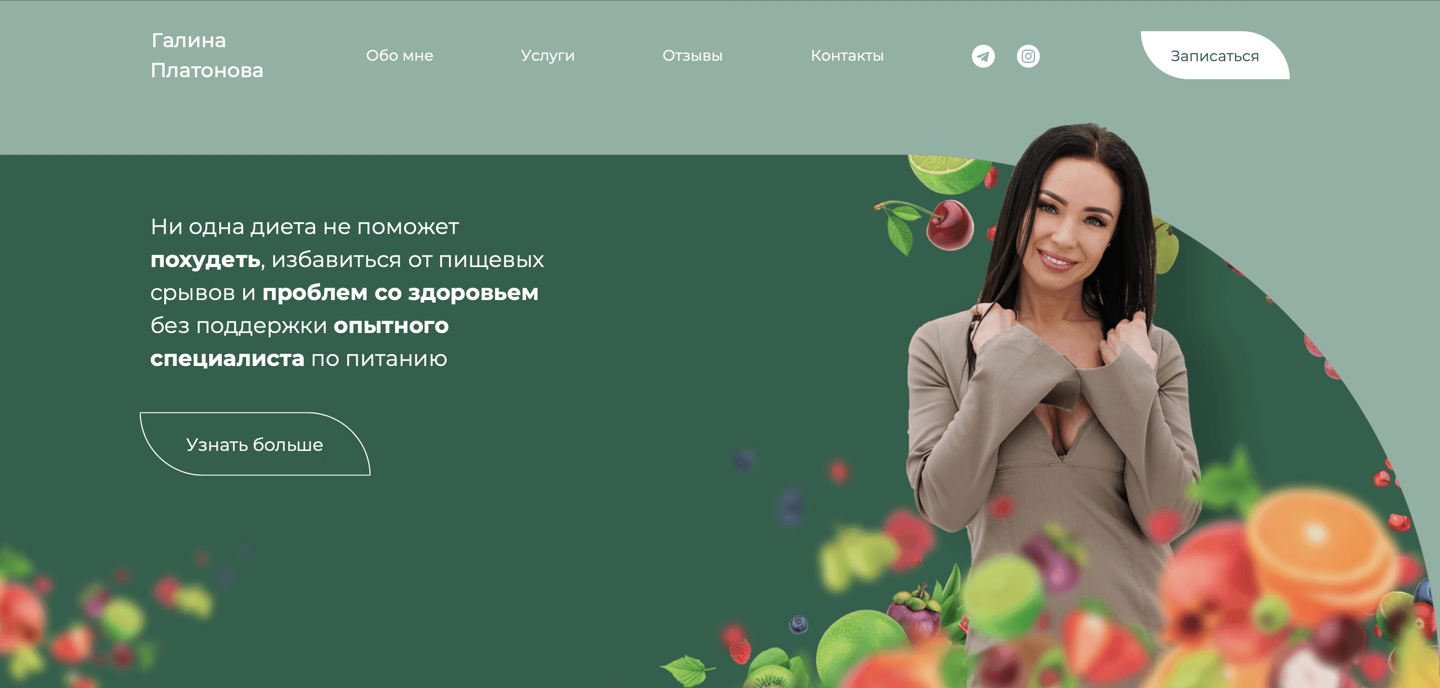 Галина
Платонова
Обо мне
Услуги
Отзывы
Контакты
Записаться
Ни одна диета не поможет
похудеть, избавиться от пищевых
срывов и проблем со здоровьем
без поддержки опытного
специалиста по питанию
Узнать больше